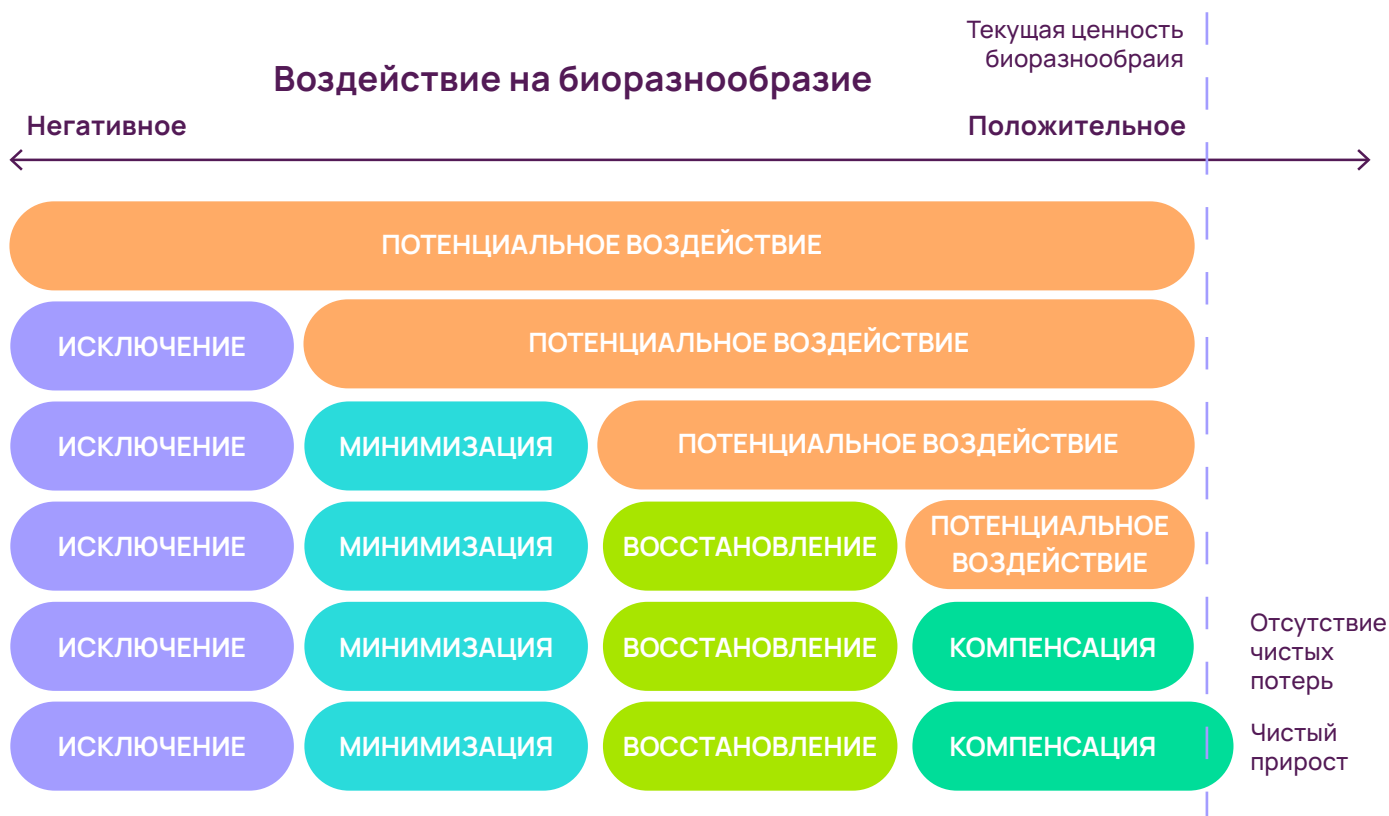 Текущая ценность
биоразнообраия
Воздействие на биоразнообразие
Негативное
Положительное
ПОТЕНЦИАЛЬНОЕ ВОЗДЕЙСТВИЕ
ИСКЛЮЧЕНИЕ
ПОТЕНЦИАЛЬНОЕ ВОЗДЕЙСТВИЕ
ИСКЛЮЧЕНИЕ
МИНИМИЗАЦИЯ
ПОТЕНЦИАЛЬНОЕ ВОЗДЕЙСТВИЕ
ИСКЛЮЧЕНИЕ
МИНИМИЗАЦИЯ
ВОССТАНОВЛЕНИЕ
ПОТЕНЦИАЛЬНОЕ
ВОЗДЕЙСТВИЕ
ИСКЛЮЧЕНИЕ
МИНИМИЗАЦИЯ
ВОССТАНОВЛЕНИЕ
КОМПЕНСАЦИЯ
Отсутствие
чистых
потерь
ИСКЛЮЧЕНИЕ
МИНИМИЗАЦИЯ
ВОССТАНОВЛЕНИЕ
КОМПЕНСАЦИЯ
Чистый
прирост